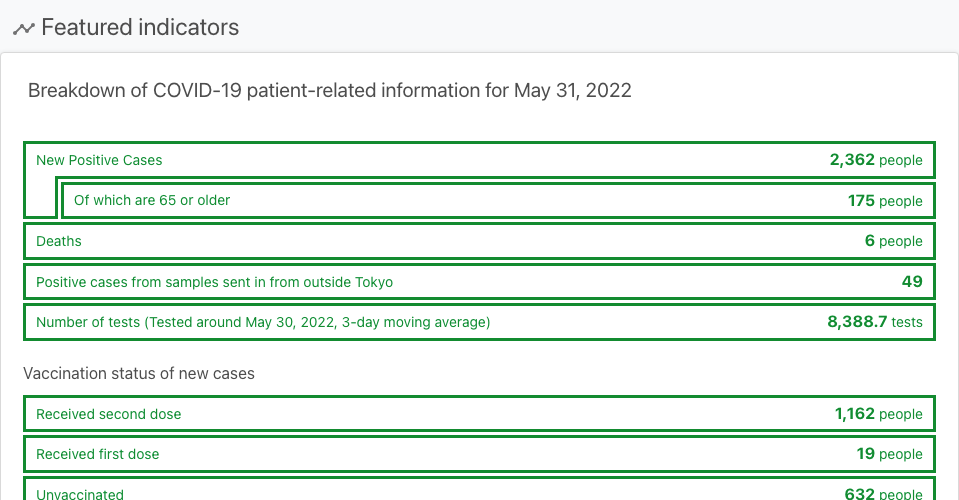 Featured indicators
Breakdown of COVID-19 patient-related information for May 31, 2022
New Positive Cases 2,362 people
Of which are 65 or older 175 people
Deaths 6 people
Positive cases from samples sent in from outside Tokyo 49
Number of tests (Tested around May 30, 2022, 3-day moving average) 8,388.7 tests
Vaccination status of new cases
Received second dose 1,162 people
Received first dose 19 people
Unvaccinated 632 people